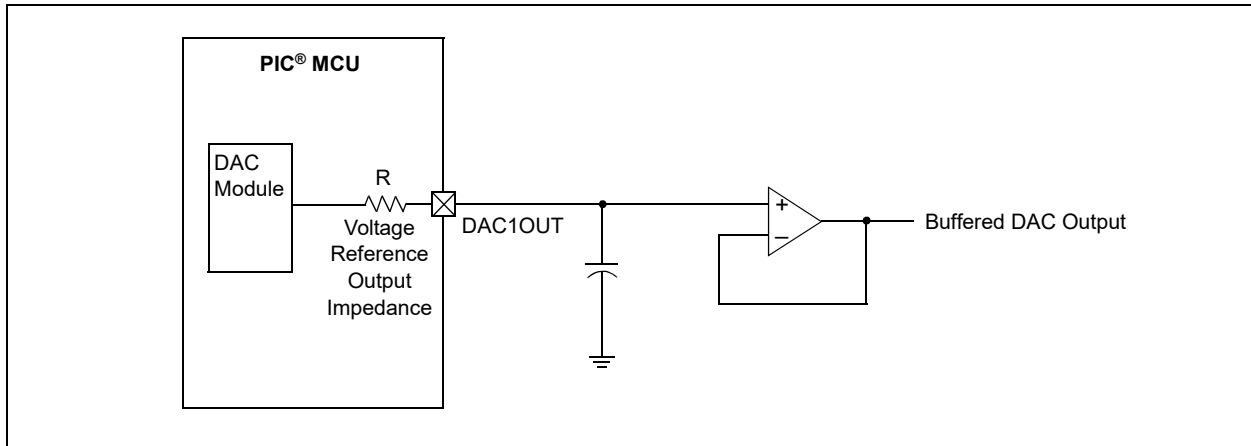 PIC® MCU
DAC
Module
R
Voltage
Reference
Output
Impedance
DAC1OUT
+
–
Buffered DAC Output